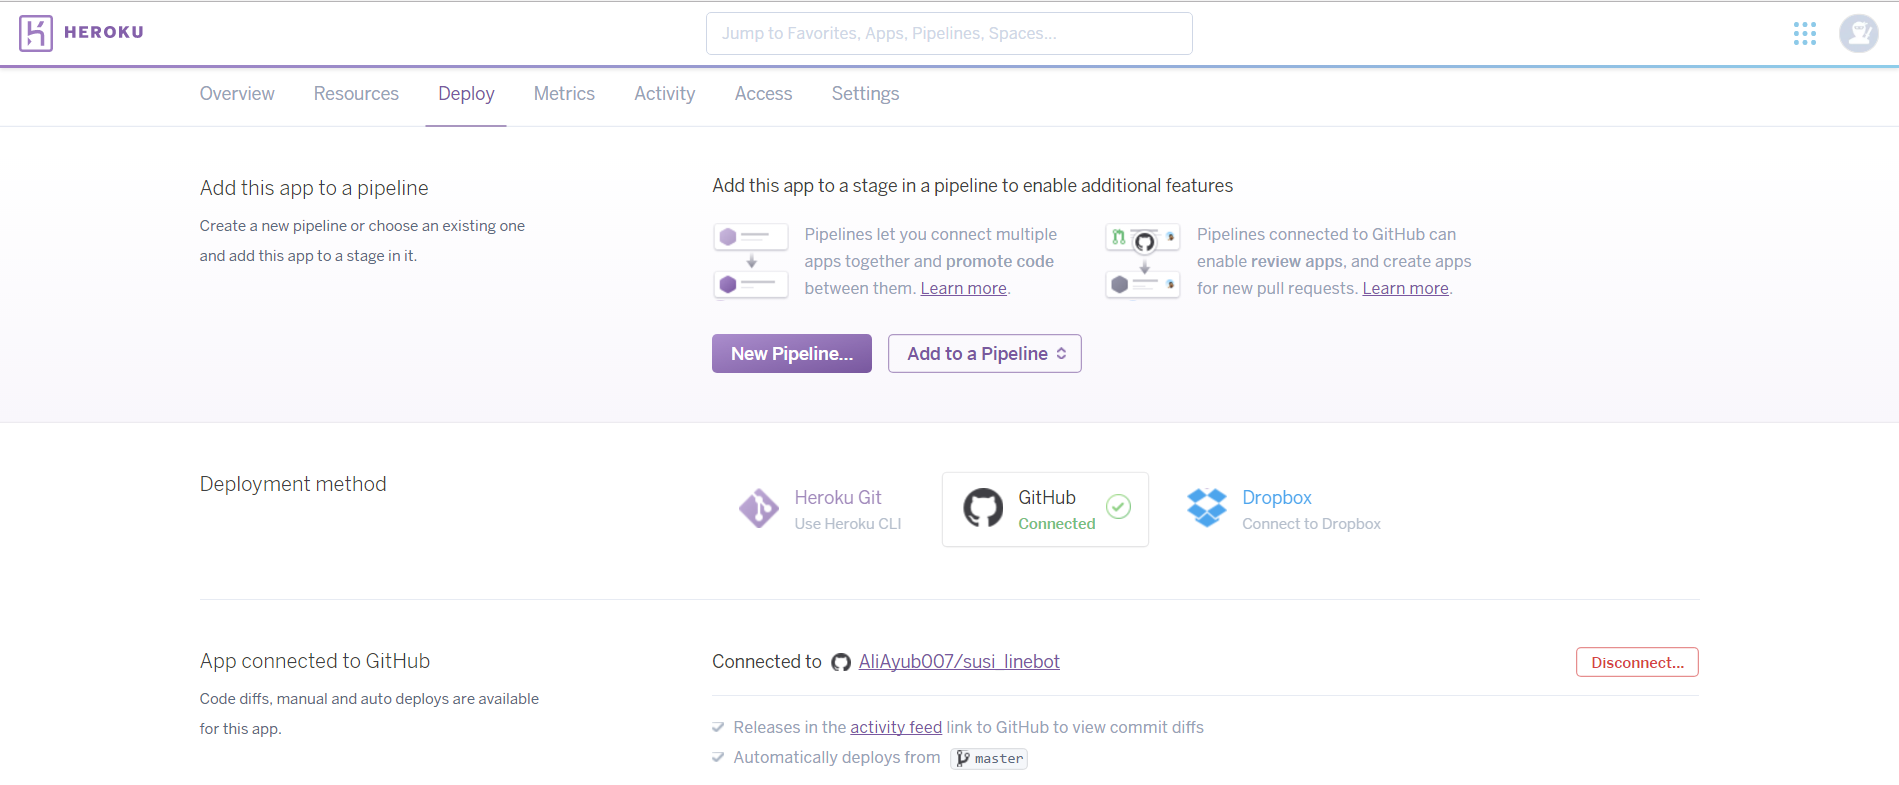 HEROKU
Jump to Favorites, Apps, Pipelines, Spaces...
Overview Resources Deploy Metrics Activity Access Settings
Add this app to a pipeline
Create a new pipeline or choose an existing one
and add this app to a stage in it.
Add this app to a stage in a pipeline to enable additional features
Pipelines let you connect multiple
apps together and promote code
between them. Learn more.
Pipelines connected to GitHub can
enable review apps, and create apps
for new pull requests. Learn more.
New Pipeline...
Add to a Pipeline
Deployment method
Heroku Git
Use Heroku CLI
GitHub
Connected
Dropbox
Connect to Dropbox
App connected to GitHub
Code diffs, manual and auto deploys are available
for this app.
Connected to AliAyub007/susi_linebot
Disconnect...
Releases in the activity feed link to GitHub to view commit diffs
Automatically deploys from master